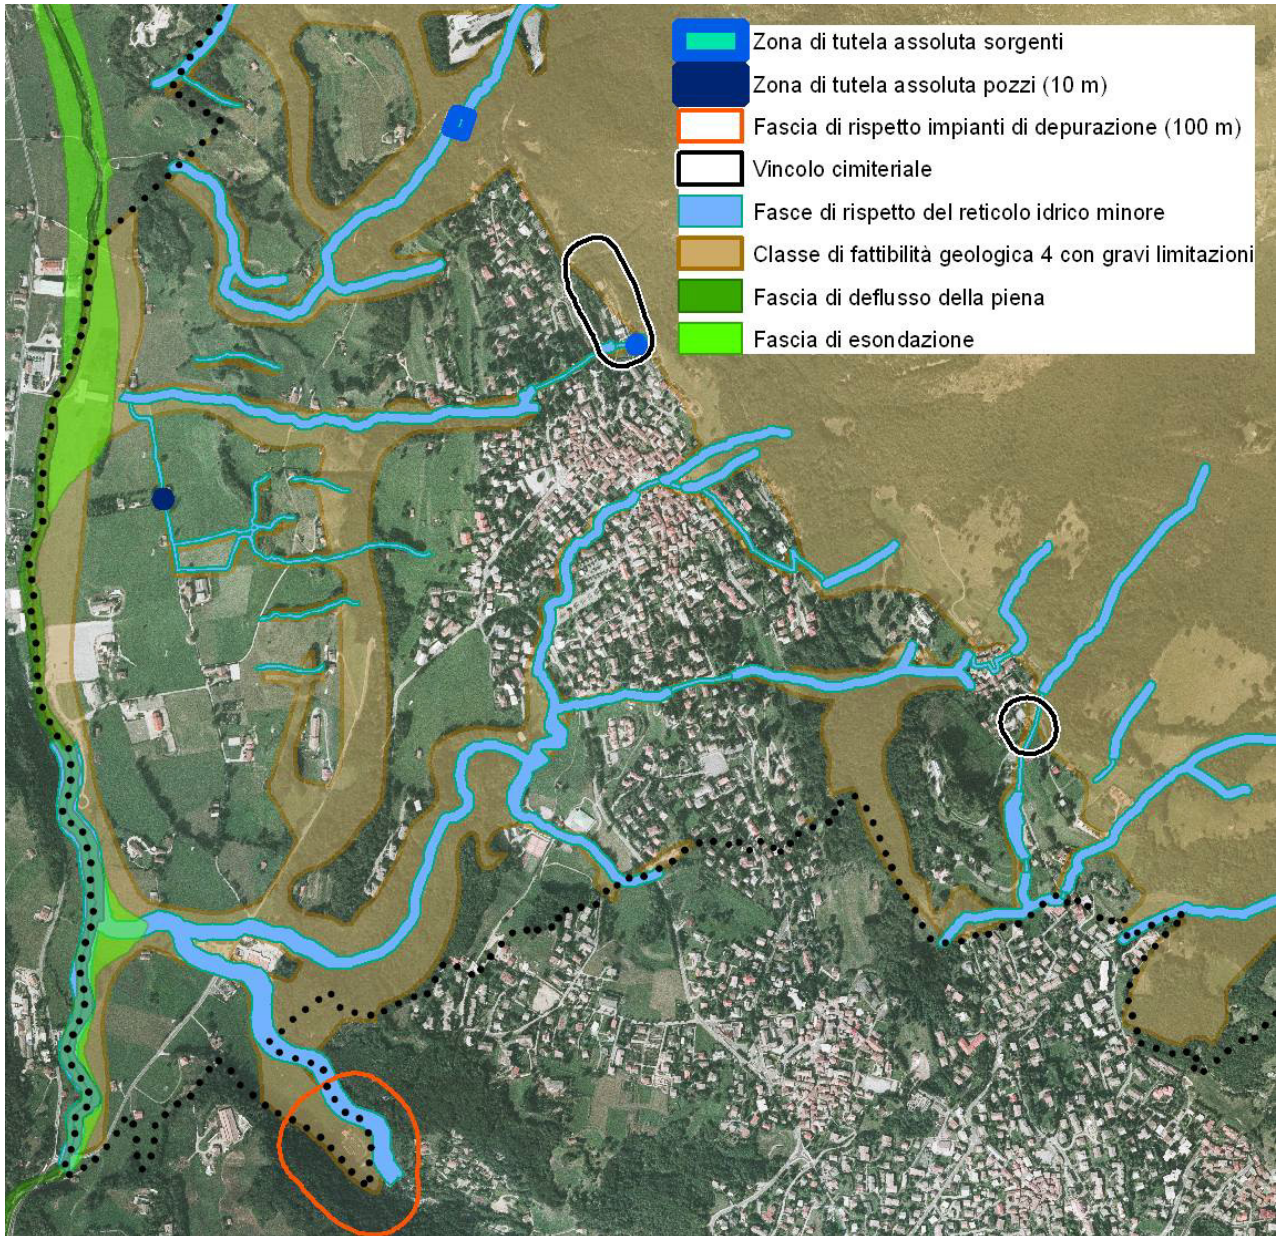 Zona di tutela assoluta sorgenti
Zona di tutela assoluta pozzi (10 m)
Fascia di rispetto impianti di depurazione (100 m)
Vincolo cimiteriale
Fasce di rispetto del reticolo idrico minore
Classe di fattibilità geologica 4 con gravi limitazioni
Fascia di deflusso della piena
Fascia di esondazione